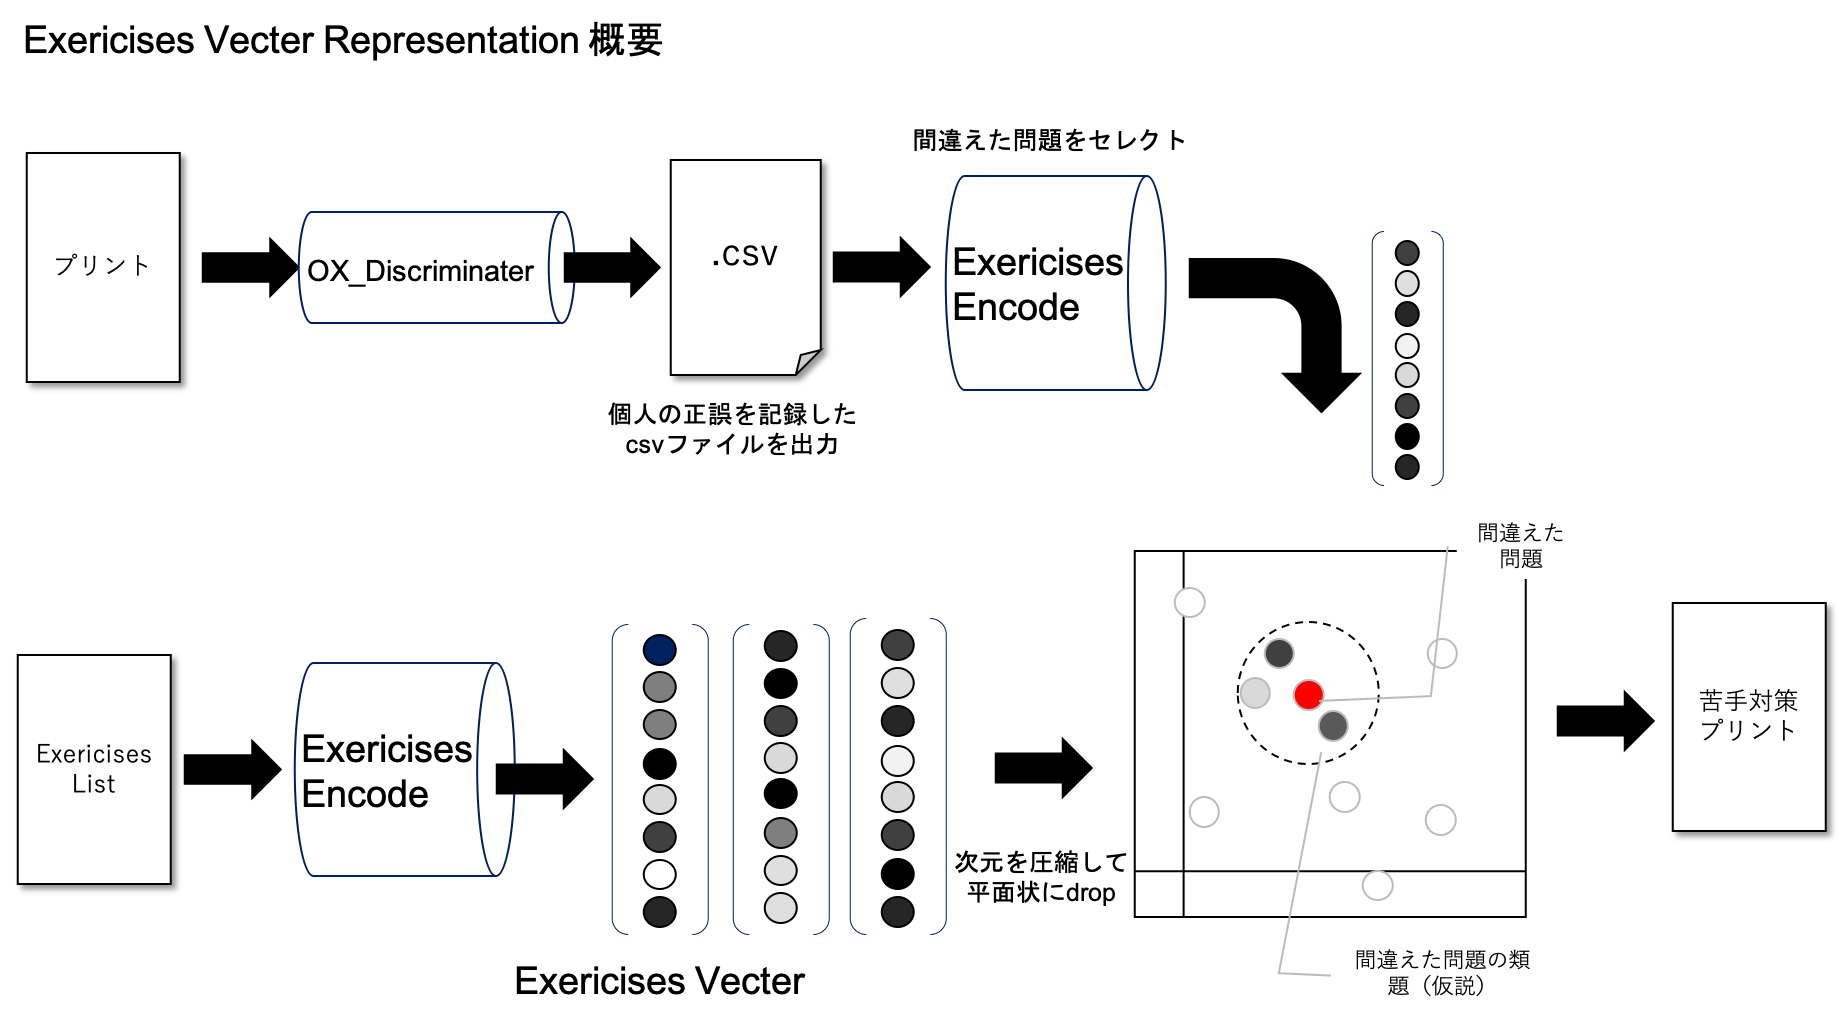 Exericises Vecter Representation 概要
間違えた問題をセレクト
プリント
OX_Discriminater
.CSV
Exericises
Encode
個人の正誤を記録した
csvファイルを出力
間違えた
問題
Exericises
List
Exericises
Encode
次元を圧縮して
平面状にdrop
苦手対策
プリント
Exericises Vecter
間違えた問題の類
題（仮説）